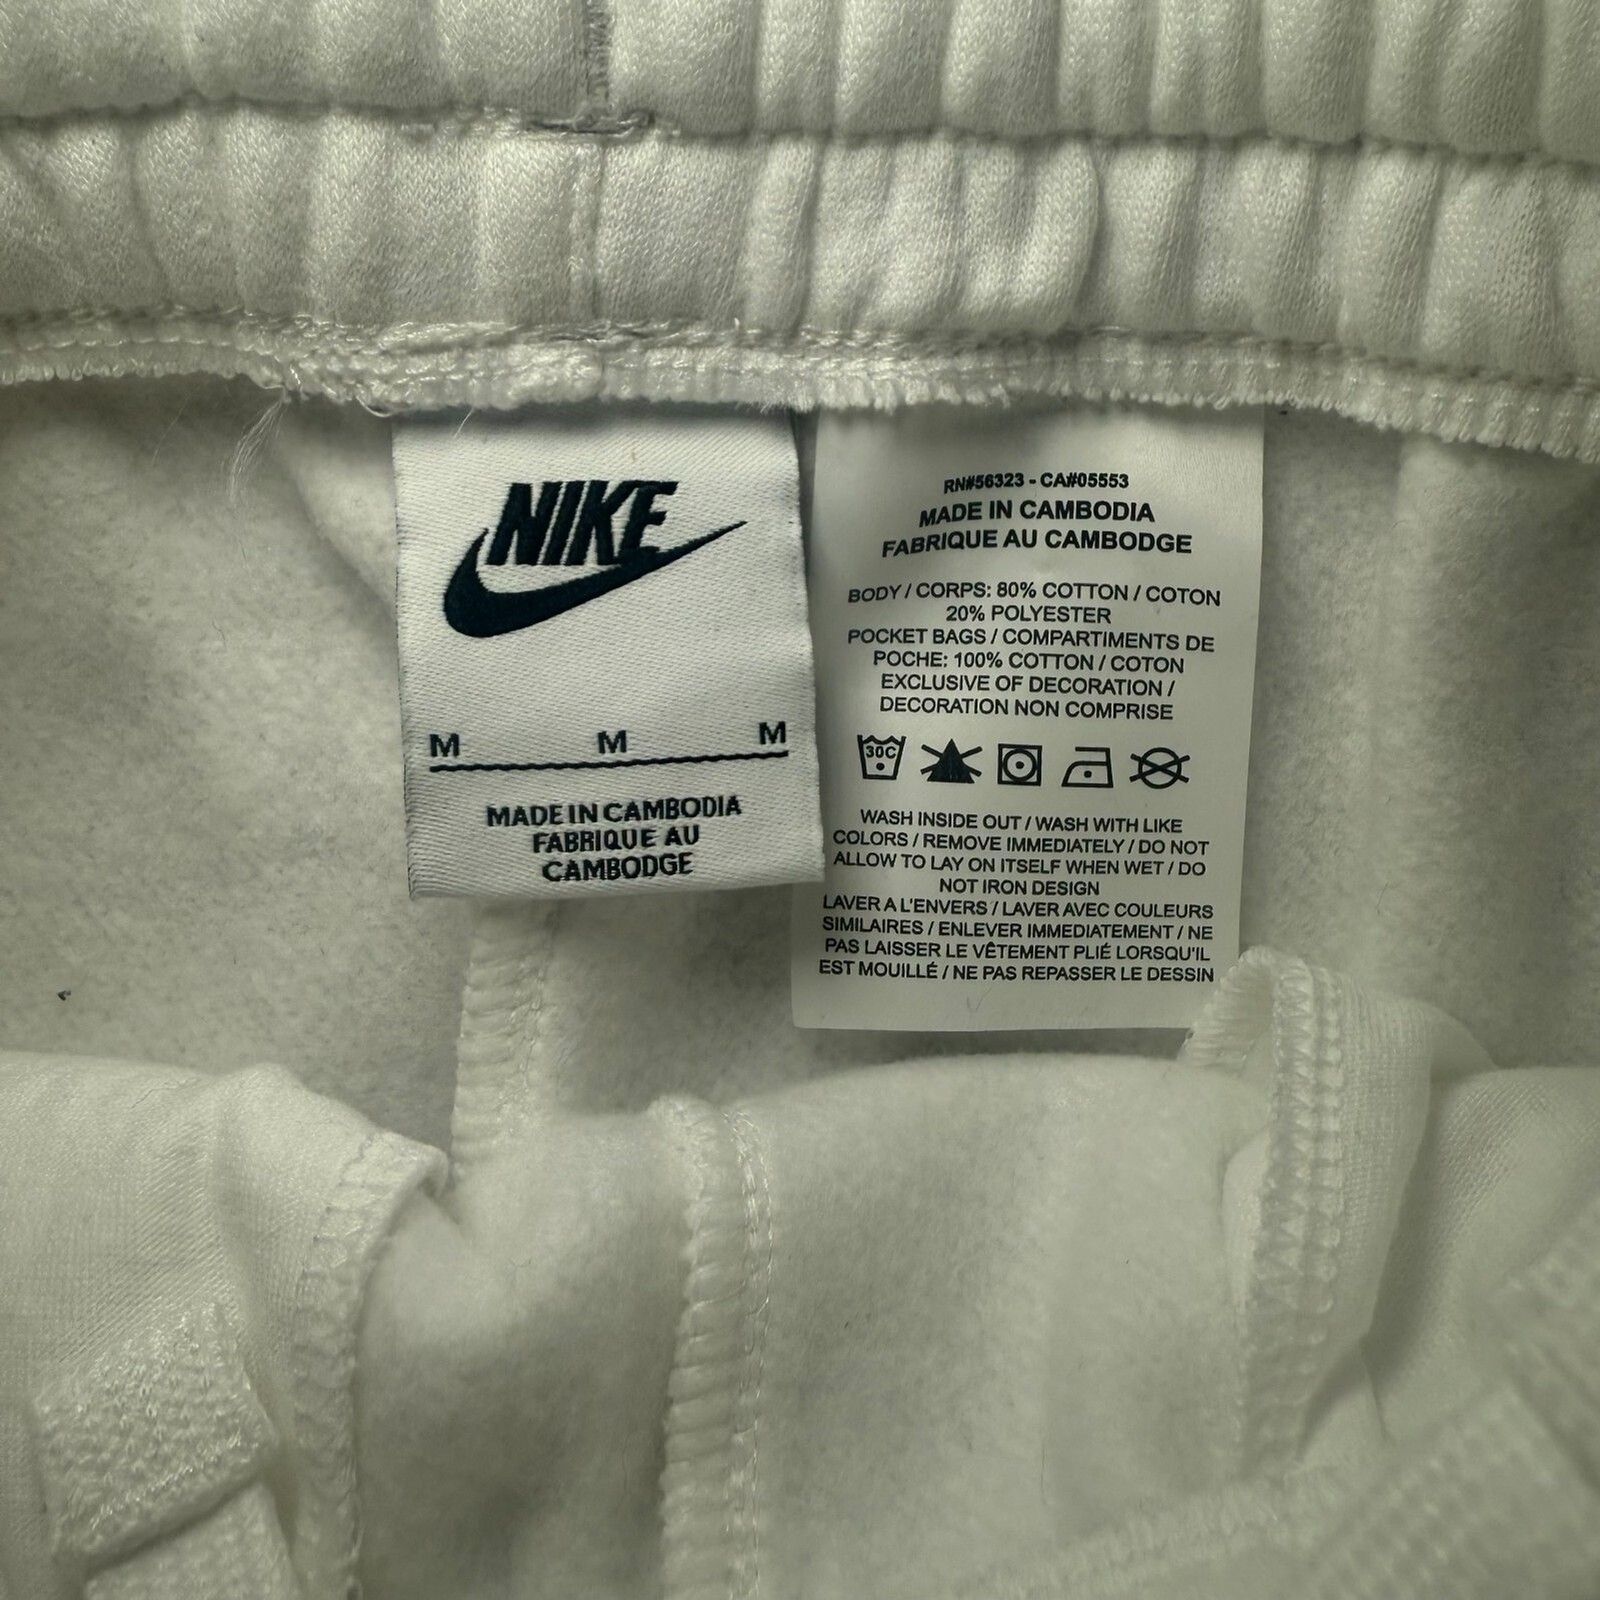 NIKE
M M M
MADE IN CAMBODIA
FABRIQUE AU
CAMBODGE
RN#56323 - CA#05553
MADE IN CAMBODIA
FABRIQUE AU CAMBODGE
BODY / CORPS: 80% COTTON / COTON
20% POLYESTER
POCKET BAGS / COMPARTIMENTS DE
POCHE: 100% COTTON / COTON
EXCLUSIVE OF DECORATION /
DECORATION NON COMPRISE
30C
WASH INSIDE OUT / WASH WITH LIKE
COLORS / REMOVE IMMEDIATELY / DO NOT
ALLOW TO LAY ON ITSELF WHEN WET / DO
NOT IRON DESIGN
LAVER A L'ENVERS / LAVER AVEC COULEURS
SIMILAIRES / ENLEVER IMMEDIATEMENT / NE
PAS LAISSER LE VÊTEMENT PLIÉ LORSQU'IL
EST MOUILLÉ / NE PAS REPASSER LE DESSIN